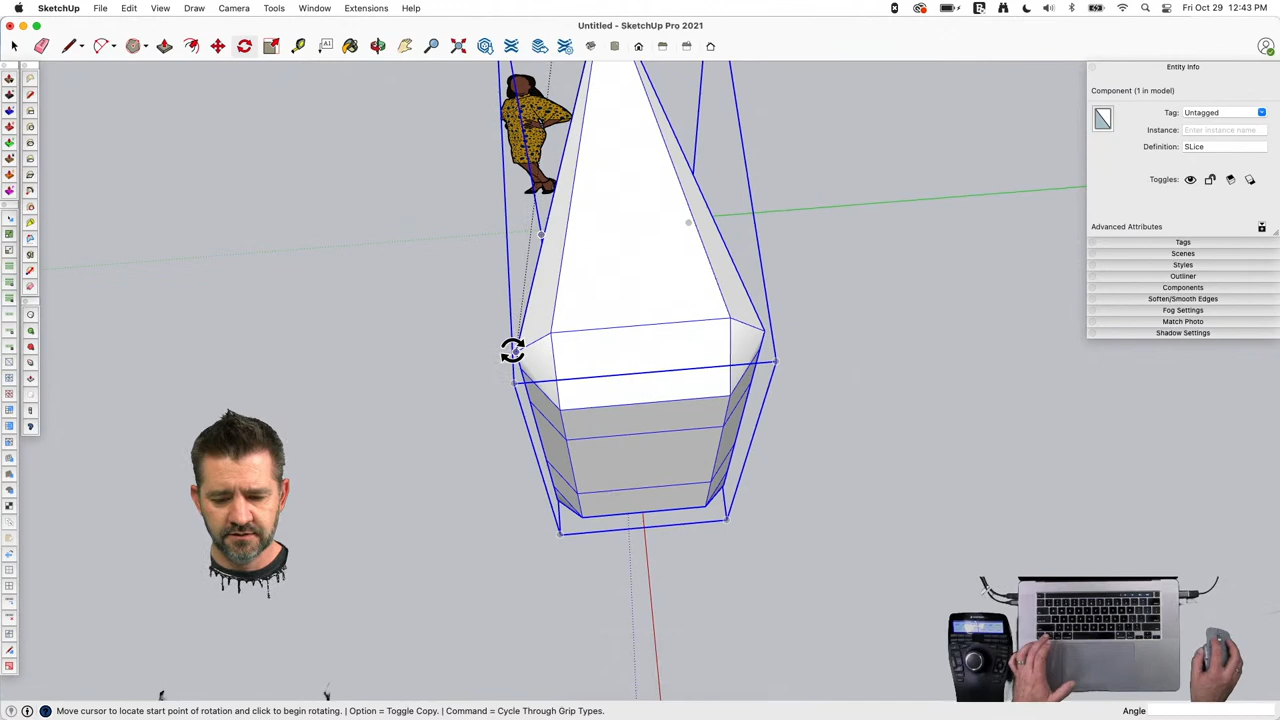 SketchUp File Edit View Draw Camera Tools Window Extensions Help
Fri Oct 29 12:43 PM
Untitled - SketchUp Pro 2021
Entity Info
Component (1 in model)
Tag: Untagged
Instance: Enter instance name
Definition: SLice
Toggles:
Advanced Attributes
Tags
Scenes
Styles
Outliner
Components
Soften/Smooth Edges
Fog Settings
Match Photo
Shadow Settings
Move cursor to locate start point of rotation and click to begin rotating. | Option = Toggle Copy. | Command = Cycle Through Grip Types.
Angle